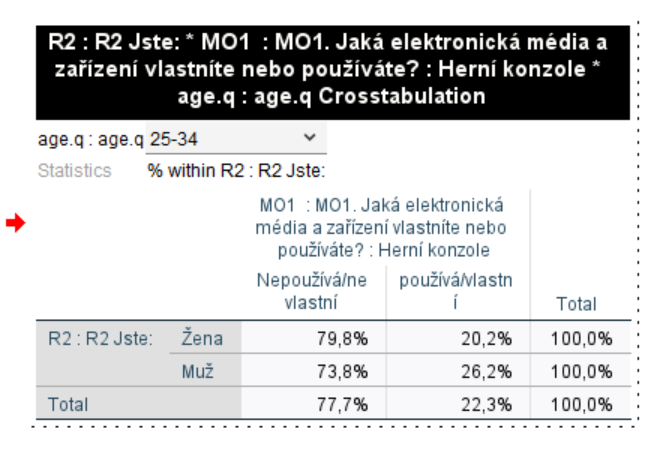 R2 : R2 Jste: * MO1 : MO1. Jaká elektronická média a
zařízení vlastníte nebo používáte? : Herní konzole *
age.q : age.q Crosstabulation
age.q : age.q 25-34
Statistics % within R2 : R2 Jste:
MO1 : MO1. Jaká elektronická
média a zařízení vlastníte nebo
používáte? : Herní konzole
Nepoužívá/ne
vlastní
používá/vlastn
í
Total
R2 : R2 Jste: Žena 79,8% 20,2% 100,0%
Muž 73,8% 26,2% 100,0%
Total 77,7% 22,3% 100,0%